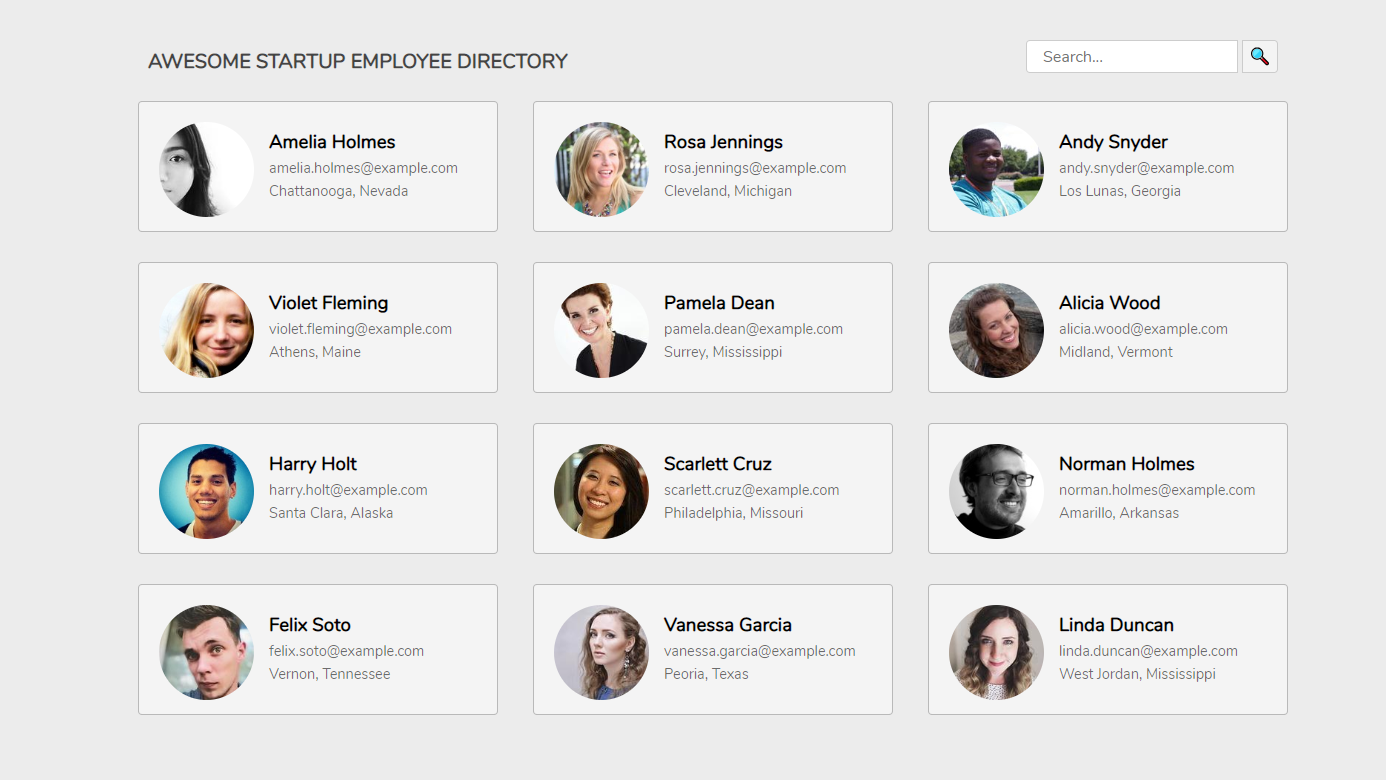 AWESOME STARTUP EMPLOYEE DIRECTORY
Search...
Amelia Holmes
amelia.holmes@example.com
Chattanooga, Nevada
Rosa Jennings
rosa.jennings@example.com
Cleveland, Michigan
Andy Snyder
andy.snyder@example.com
Los Lunas, Georgia
Violet Fleming
violet.fleming@example.com
Athens, Maine
Pamela Dean
pamela.dean@example.com
Surrey, Mississippi
Alicia Wood
alicia.wood@example.com
Midland, Vermont
Harry Holt
harry.holt@example.com
Santa Clara, Alaska
Scarlett Cruz
scarlett.cruz@example.com
Philadelphia, Missouri
Norman Holmes
norman.holmes@example.com
Amarillo, Arkansas
Felix Soto
felix.soto@example.com
Vernon, Tennessee
Vanessa Garcia
vanessa.garcia@example.com
Peoria, Texas
Linda Duncan
linda.duncan@example.com
West Jordan, Mississippi